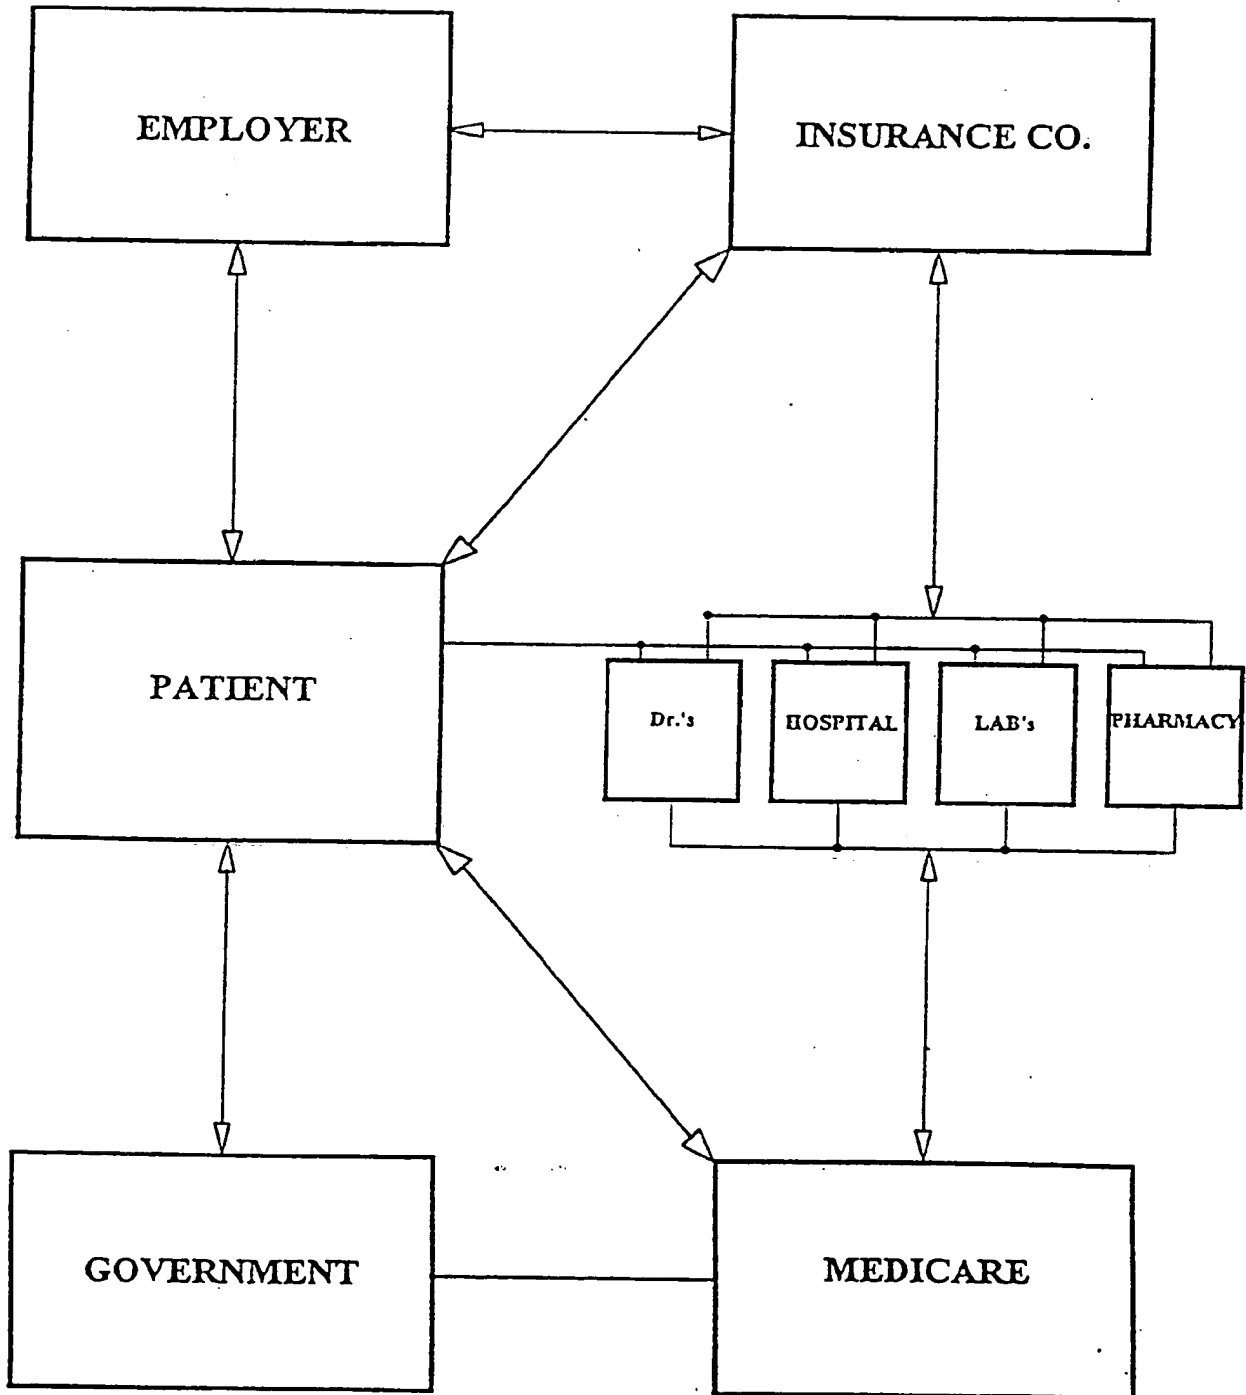 EMPLOYER
INSURANCE CO.
PATIENT
Dr.'s
HOSPITAL
LAB's
PHARMACY
GOVERNMENT
MEDICARE